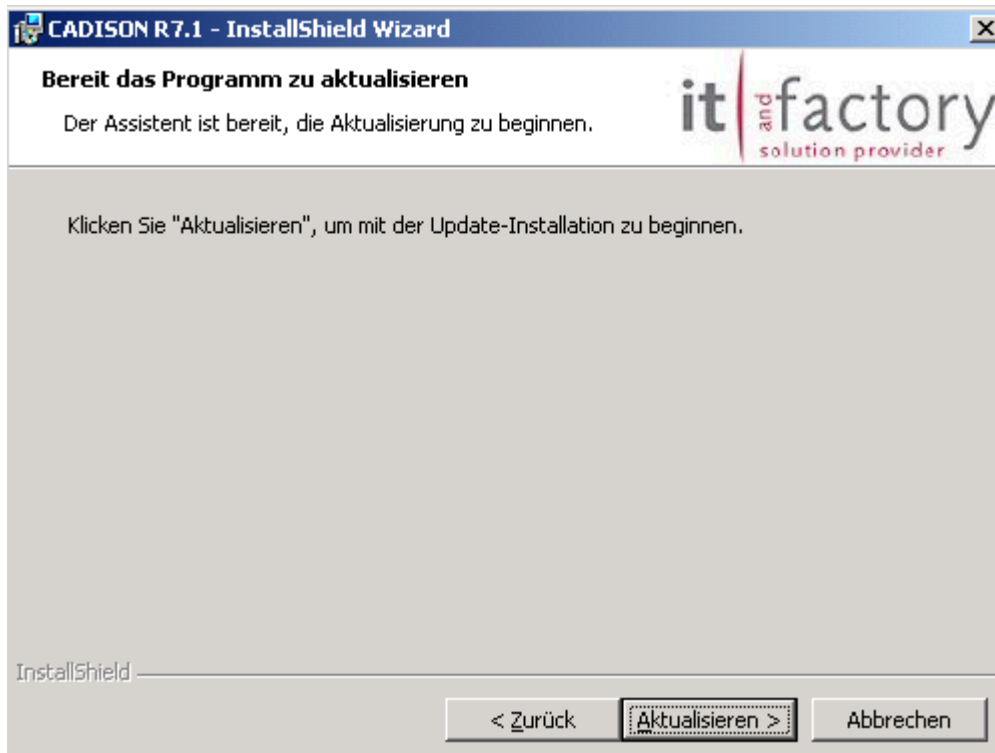 CADISON R7.1 - InstallShield Wizard
Bereit das Programm zu aktualisieren
Der Assistent ist bereit, die Aktualisierung zu beginnen.
it and factory
solution provider
Klicken Sie "Aktualisieren", um mit der Update-Installation zu beginnen.
InstallShield
< Zurück
Aktualisieren >
Abbrechen